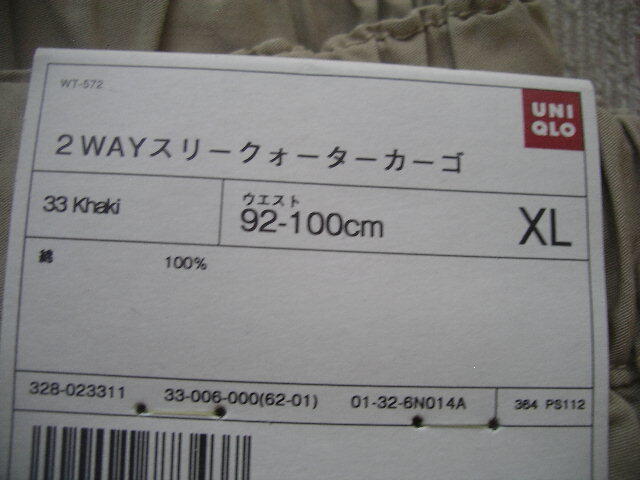 WT-572
UNI
QLO
2WAYスリークォーターカーゴ
33 Khaki
ウエスト
92-100cm
XL
綿 100%
328-023311 33-006-000(62-01) 01-32-6N014A 364 PS112